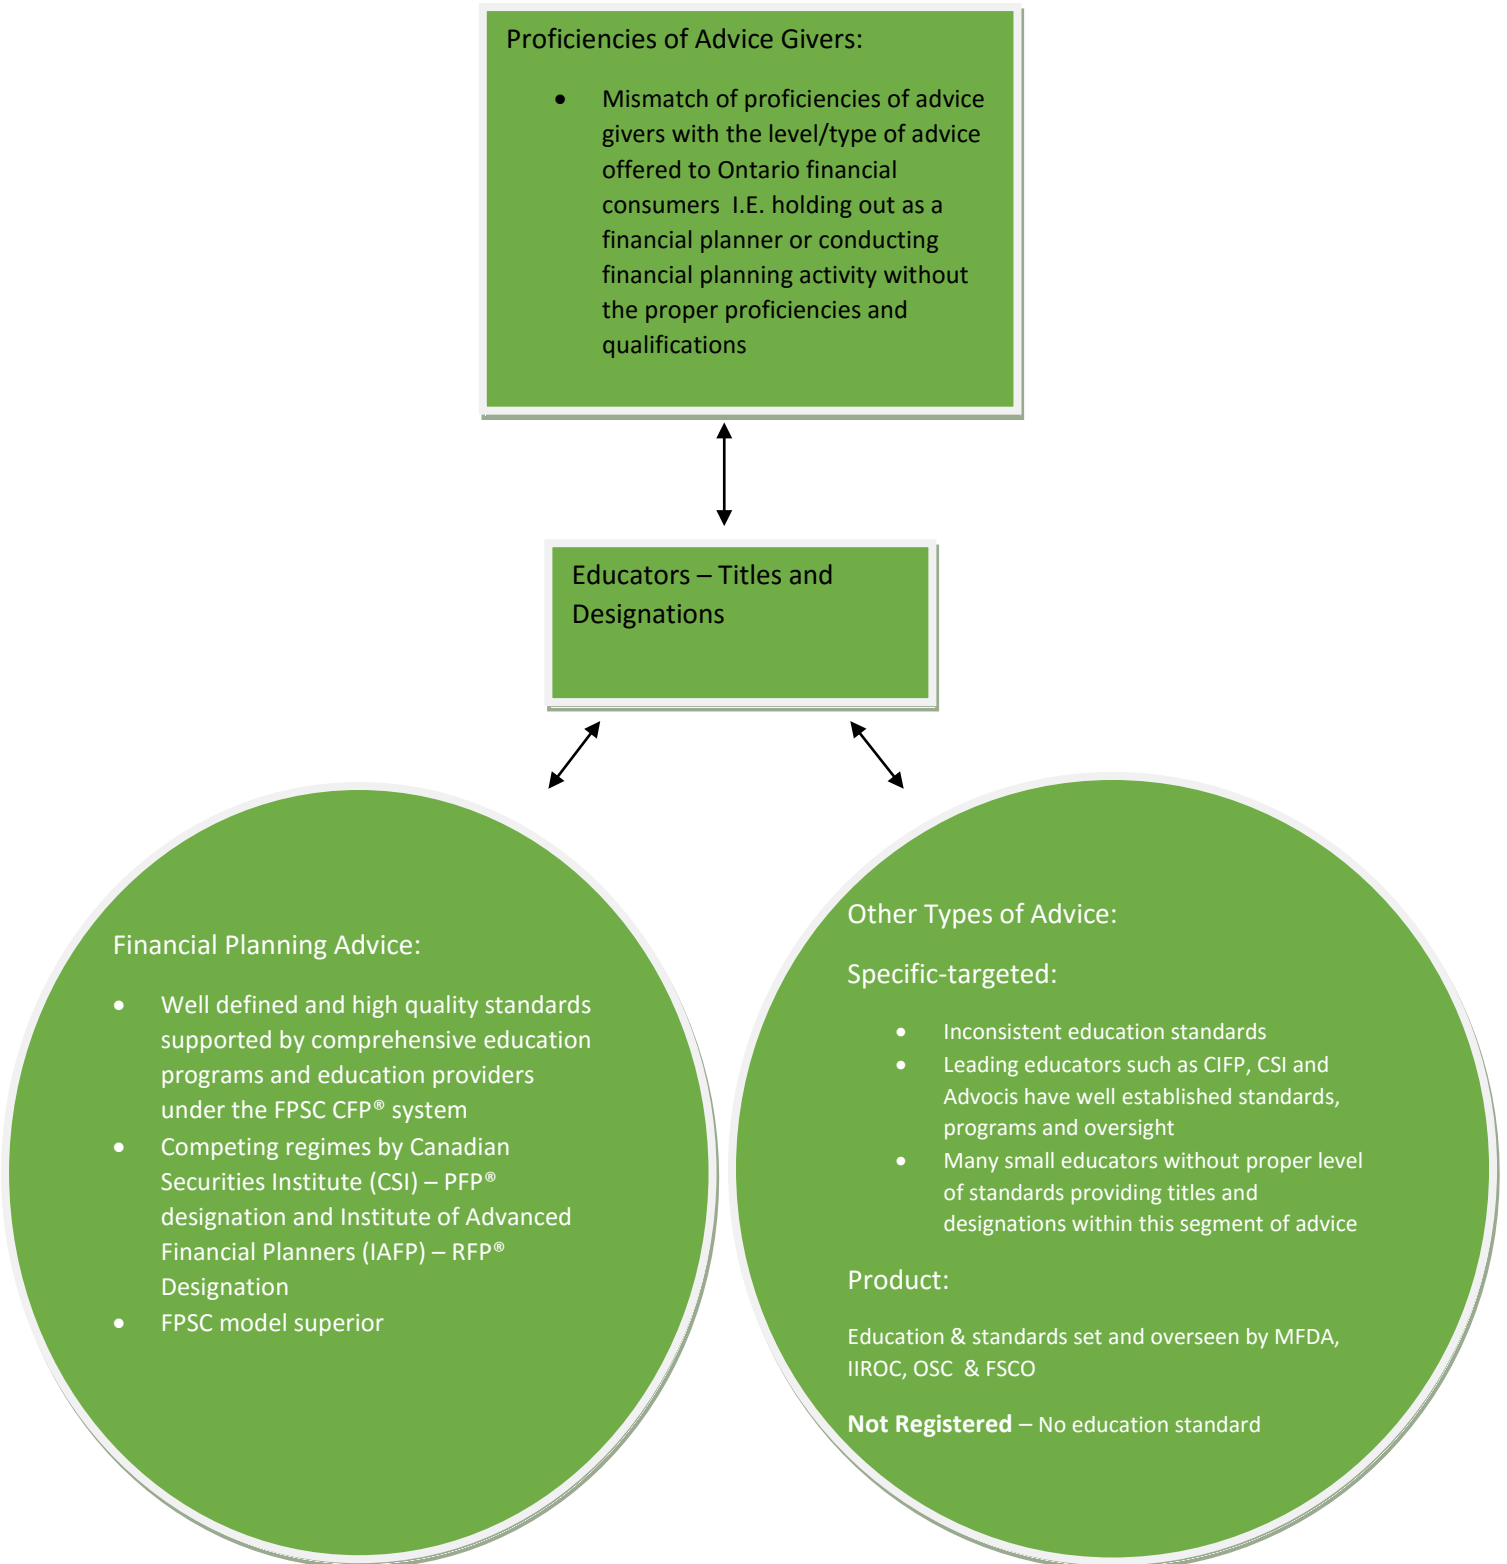 Proficiencies of Advice Givers:
• Mismatch of proficiencies of advice
givers with the level/type of advice
offered to Ontario financial
consumers  I.E. holding out as a
financial planner or conducting
financial planning activity without
the proper proficiencies and
qualifications
Educators – Titles and
Designations
Financial Planning Advice:
• Well defined and high quality standards
supported by comprehensive education
programs and education providers
under the FPSC CFP® system
• Competing regimes by Canadian
Securities Institute (CSI) – PFP®
designation and Institute of Advanced
Financial Planners (IAFP) – RFP®
Designation
• FPSC model superior
Other Types of Advice:
Specific-targeted:
• Inconsistent education standards
• Leading educators such as CIFP, CSI and
Advocis have well established standards,
programs and oversight
• Many small educators without proper level
of standards providing titles and
designations within this segment of advice
Product:
Education & standards set and overseen by MFDA,
IIROC, OSC  & FSCO
Not Registered – No education standard